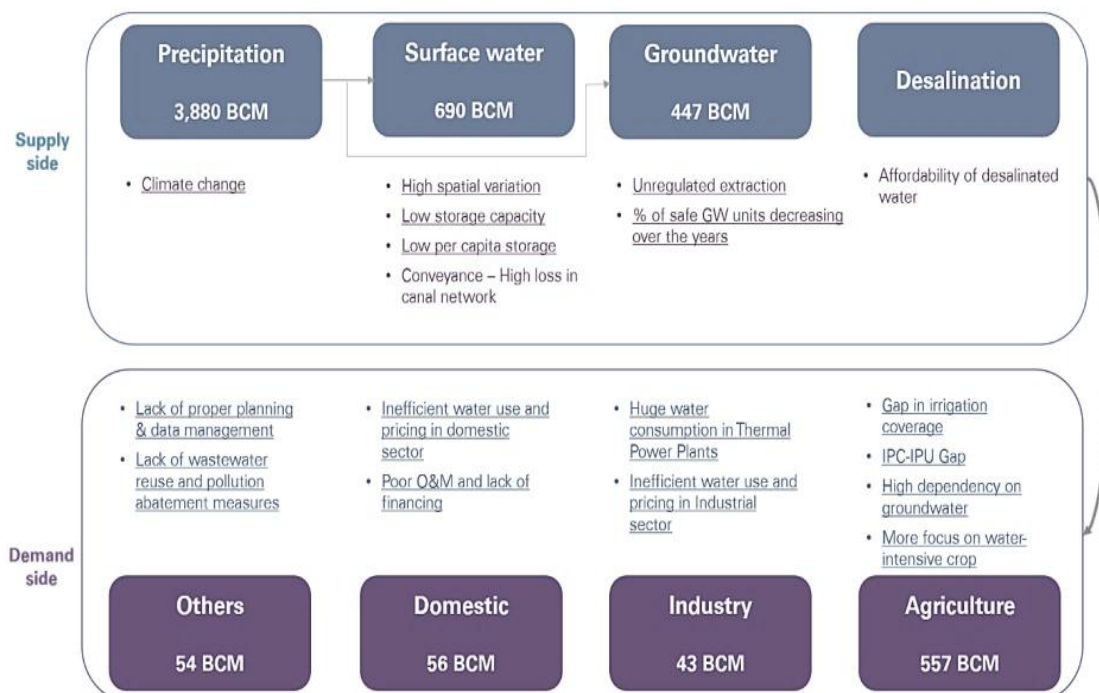 Supply
side
Precipitation
3,880 BCM
• Climate change
Surface water
690 BCM
• High spatial variation
• Low storage capacity
• Low per capita storage
• Conveyance – High loss in
canal network
Groundwater
447 BCM
• Unregulated extraction
• % of safe GW units decreasing
over the years
Desalination
• Affordability of desalinated
water
Demand
side
• Lack of proper planning
& data management
• Lack of wastewater
reuse and pollution
abatement measures
Others
54 BCM
• Inefficient water use and
pricing in domestic
sector
• Poor O&M and lack of
financing
Domestic
56 BCM
• Huge water
consumption in Thermal
Power Plants
• Inefficient water use and
pricing in Industrial
sector
Industry
43 BCM
• Gap in irrigation
coverage
• IPC-IPU Gap
• High dependency on
groundwater
• More focus on water-
intensive crop
Agriculture
557 BCM